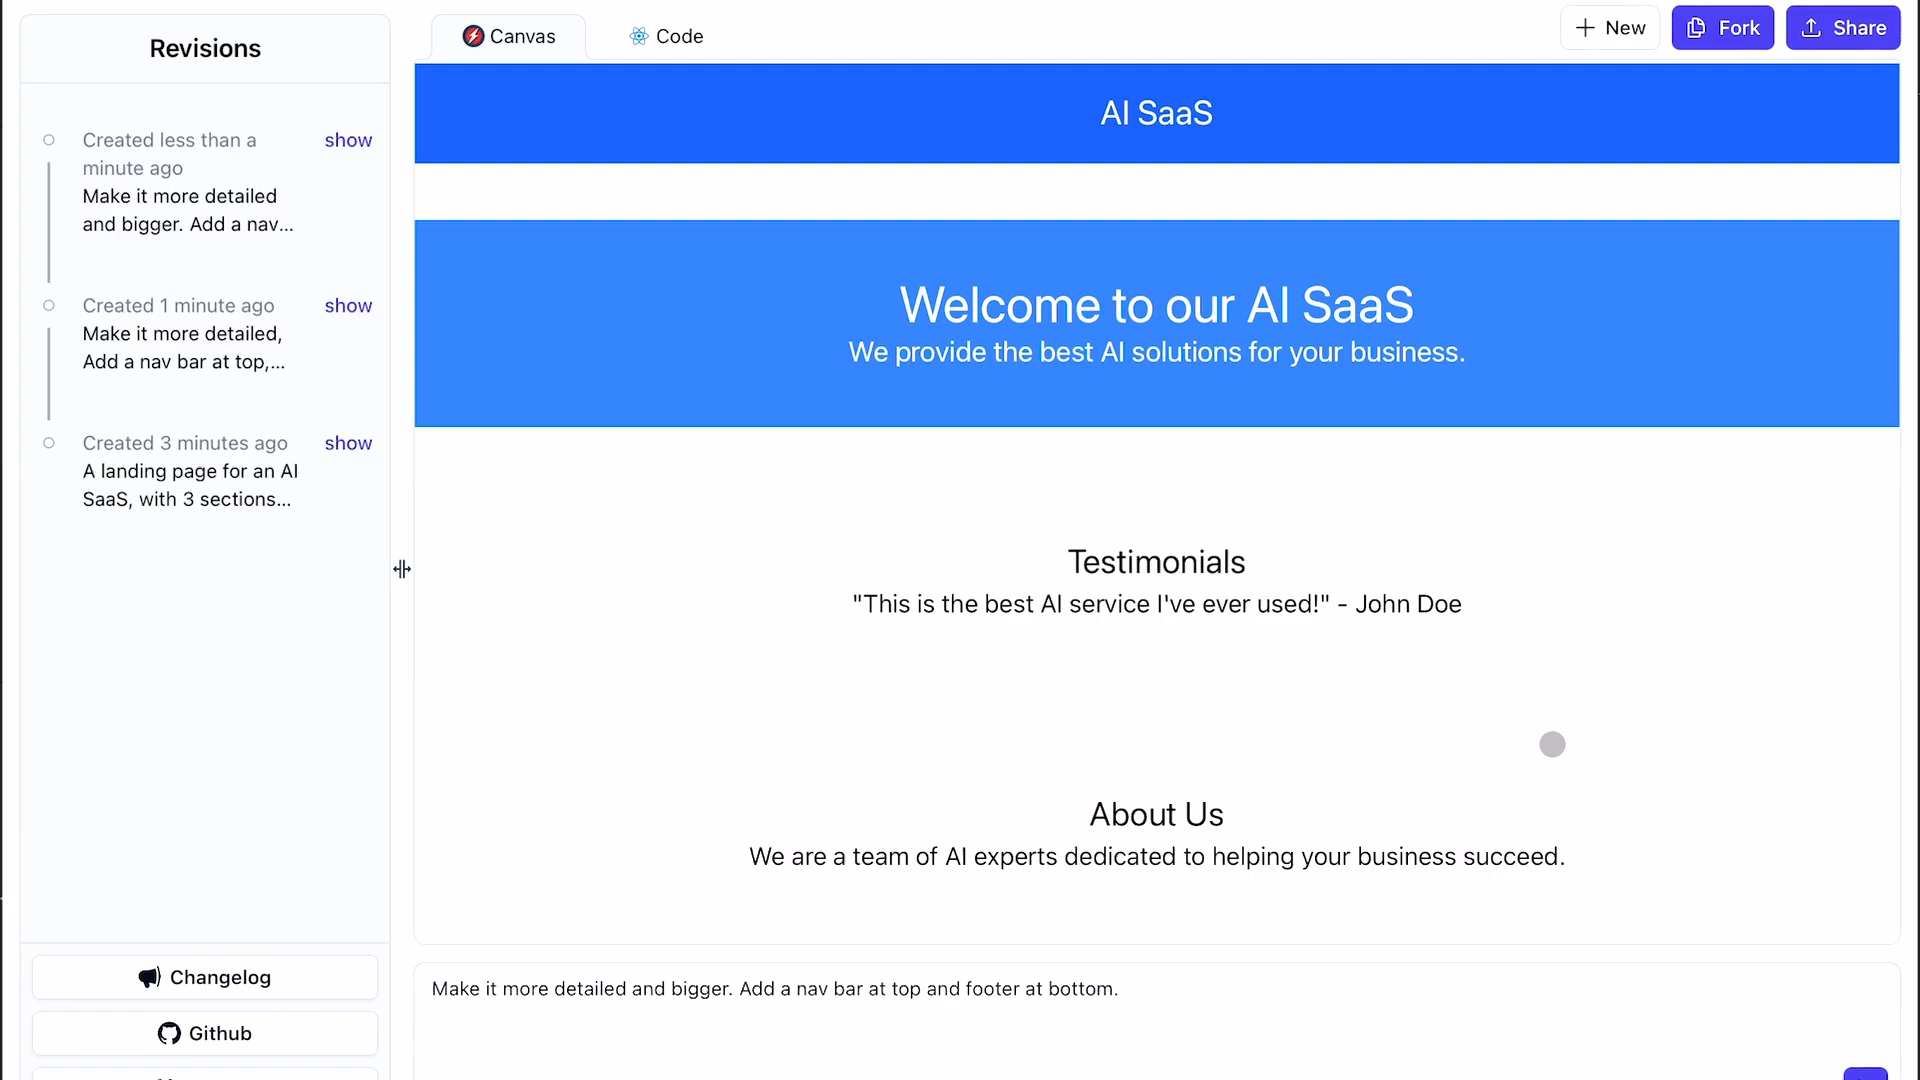 Revisions
Created less than a
minute ago
show
Make it more detailed
and bigger. Add a nav...
Created 1 minute ago
show
Make it more detailed,
Add a nav bar at top,...
Created 3 minutes ago
show
A landing page for an AI
SaaS, with 3 sections...
Changelog
Github
Canvas
Code
New
Fork
Share
AI SaaS
Welcome to our AI SaaS
We provide the best AI solutions for your business.
Testimonials
"This is the best AI service I've ever used!" - John Doe
About Us
We are a team of AI experts dedicated to helping your business succeed.
Make it more detailed and bigger. Add a nav bar at top and footer at bottom.